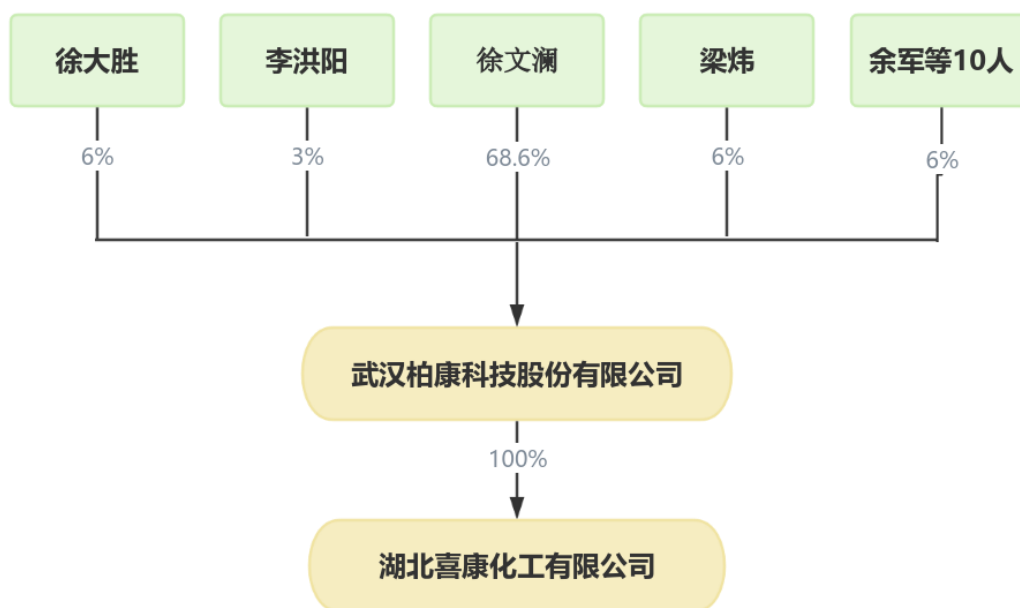 徐大胜
李洪阳
徐文澜
梁炜
余军等10人
6%
3%
68.6%
6%
6%
武汉柏康科技股份有限公司
100%
湖北喜康化工有限公司